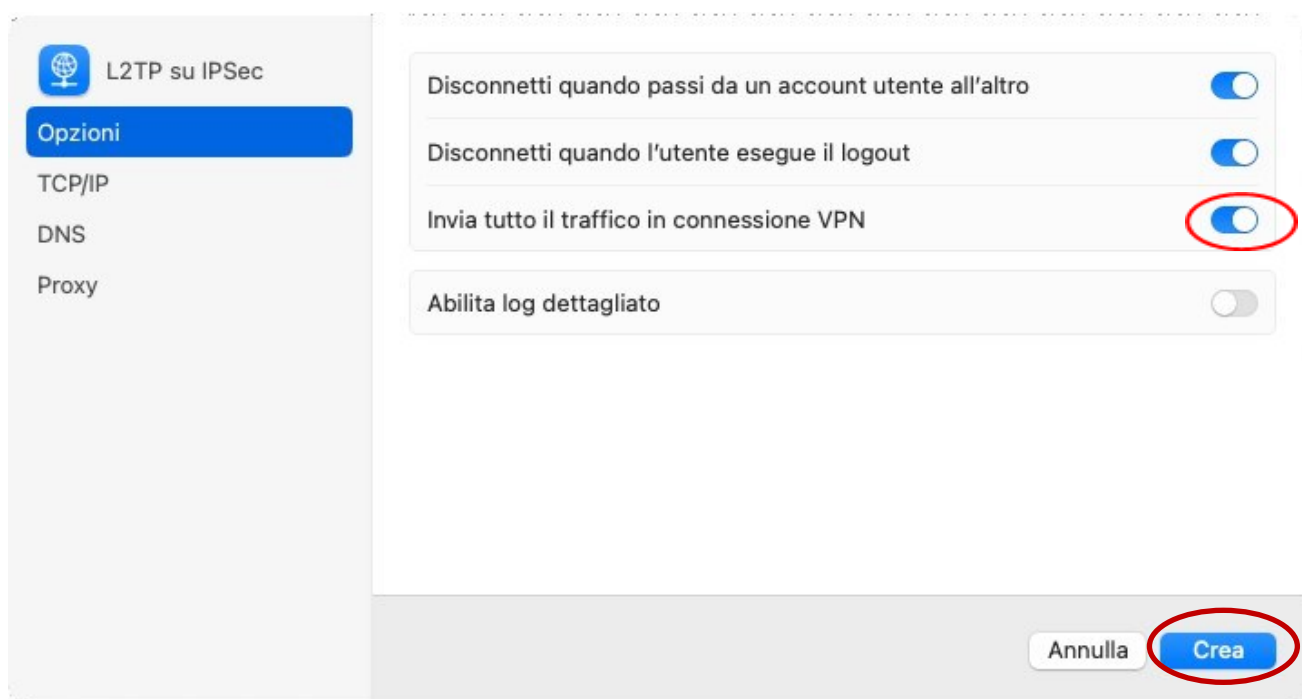 L2TP su IPSec
Opzioni
TCP/IP
DNS
Proxy
Disconnetti quando passi da un account utente all'altro
Disconnetti quando l'utente esegue il logout
Invia tutto il traffico in connessione VPN
Abilita log dettagliato
Annulla
Crea